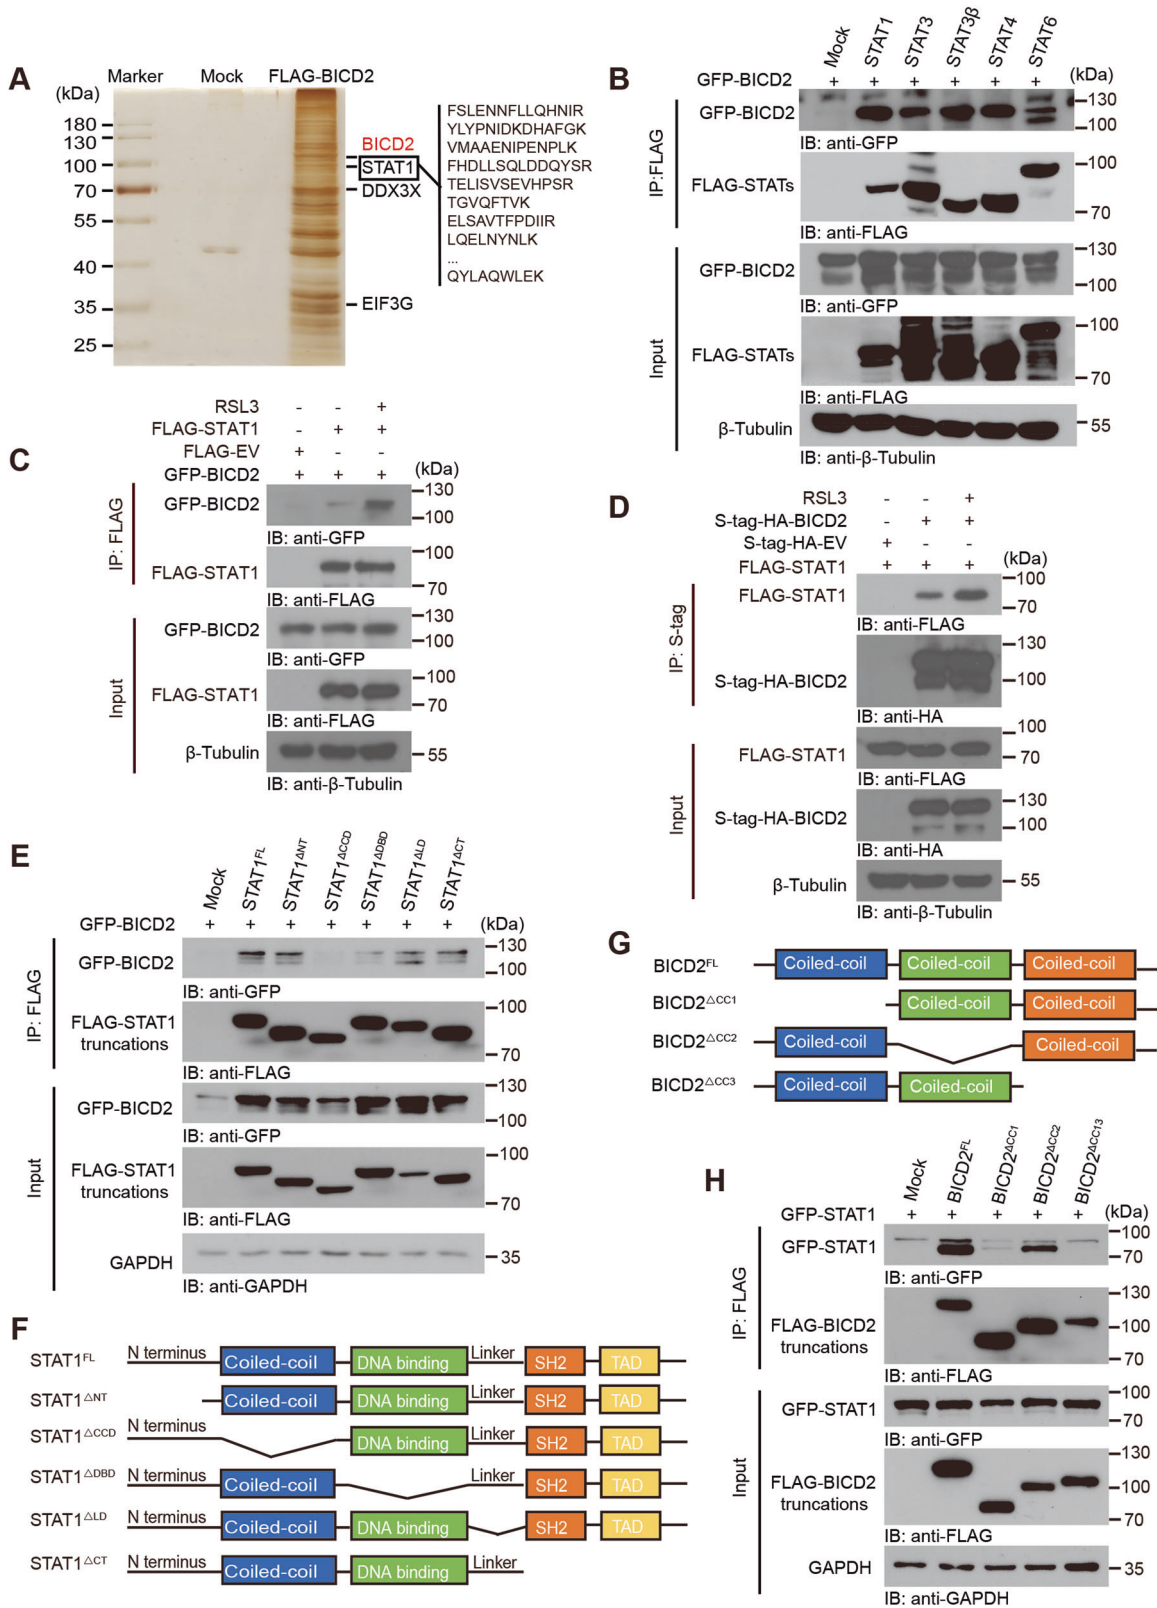 A
Marker Mock FLAG-BICD2
(kDa)
180
130
100
70
55
40
35
25
BICD2
STAT1
DDX3X
EIF3G
FSLENNFLLQHNIR
YLYPNIDKDHAFGK
VMAAENIPENPLK
FHDLLSQLDDQYSR
TELISVSEVHPSR
TGVQFTVK
ELSAVTFPDIIR
LQELNYNLK
...
QYLAQWLEK
B
Mock STAT1 STAT3 STAT3β STAT4 STAT6
GFP-BICD2 + + + + + + (kDa)
IP:FLAG
GFP-BICD2 130
100
IB: anti-GFP
FLAG-STATs 100
70
IB: anti-FLAG
Input
GFP-BICD2 130
100
IB: anti-GFP
FLAG-STATs 100
70
IB: anti-FLAG
β-Tubulin 55
IB: anti-β-Tubulin
C
RSL3 - - +
FLAG-STAT1 - + +
FLAG-EV + - -
GFP-BICD2 + + + (kDa)
IP: FLAG
GFP-BICD2 130
100
IB: anti-GFP
FLAG-STAT1 100
70
IB: anti-FLAG
Input
GFP-BICD2 130
100
IB: anti-GFP
FLAG-STAT1 100
70
IB: anti-FLAG
β-Tubulin 55
IB: anti-β-Tubulin
D
RSL3 - - +
S-tag-HA-BICD2 - + +
S-tag-HA-EV + - -
FLAG-STAT1 + + + (kDa)
IP: S-tag
FLAG-STAT1 100
70
IB: anti-FLAG
S-tag-HA-BICD2 130
100
IB: anti-HA
Input
FLAG-STAT1 100
70
IB: anti-FLAG
S-tag-HA-BICD2 130
100
IB: anti-HA
β-Tubulin 55
IB: anti-β-Tubulin
E
Mock STAT1FL STAT1ΔNT STAT1ΔCCD STAT1ΔDBD STAT1ΔLD STAT1ΔCT
GFP-BICD2 + + + + + + + (kDa)
IP: FLAG
GFP-BICD2 130
100
IB: anti-GFP
FLAG-STAT1 truncations 100
70
IB: anti-FLAG
Input
GFP-BICD2 130
100
IB: anti-GFP
FLAG-STAT1 truncations 100
70
IB: anti-FLAG
GAPDH 35
IB: anti-GAPDH
F
STAT1FL N terminus Coiled-coil DNA binding Linker SH2 TAD
STAT1ΔNT Coiled-coil DNA binding Linker SH2 TAD
STAT1ΔCCD N terminus DNA binding Linker SH2 TAD
STAT1ΔDBD N terminus Coiled-coil Linker SH2 TAD
STAT1ΔLD N terminus Coiled-coil DNA binding SH2 TAD
STAT1ΔCT N terminus Coiled-coil DNA binding Linker
G
BICD2FL Coiled-coil Coiled-coil Coiled-coil
BICD2ΔCC1 Coiled-coil Coiled-coil
BICD2ΔCC2 Coiled-coil Coiled-coil
BICD2ΔCC3 Coiled-coil Coiled-coil
H
Mock BICD2FL BICD2ΔCC1 BICD2ΔCC2 BICD2ΔCC13
GFP-STAT1 + + + + + (kDa)
IP: FLAG
GFP-STAT1 100
70
IB: anti-GFP
FLAG-BICD2 truncations 130
100
70
IB: anti-FLAG
Input
GFP-STAT1 100
70
IB: anti-GFP
FLAG-BICD2 truncations 130
100
70
IB: anti-FLAG
GAPDH 35
IB: anti-GAPDH